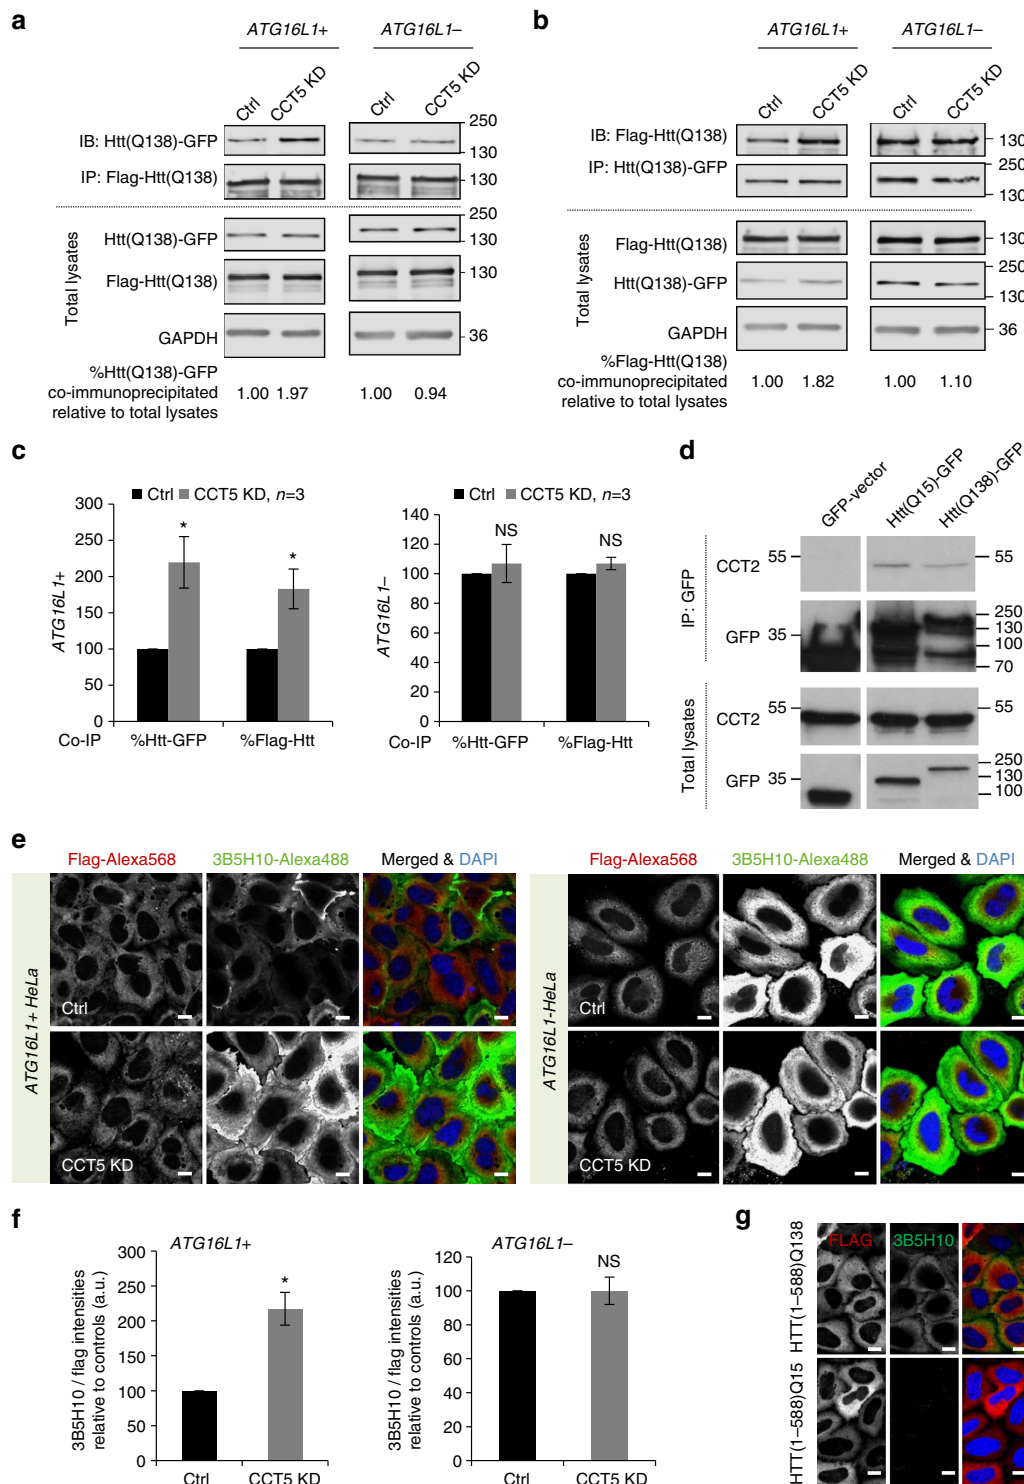 a
ATG16L1+ ATG16L1–
Ctrl CCT5 KD Ctrl CCT5 KD
IB: Htt(Q138)-GFP 250
130
IP: Flag-Htt(Q138) 130
Total lysates
Htt(Q138)-GFP 250
130
Flag-Htt(Q138) 130
GAPDH 36
%Htt(Q138)-GFP
co-immunoprecipitated 1.00 1.97 1.00 0.94
relative to total lysates
b
ATG16L1+ ATG16L1–
Ctrl CCT5 KD Ctrl CCT5 KD
IB: Flag-Htt(Q138) 130
IP: Htt(Q138)-GFP 250
130
Total lysates
Flag-Htt(Q138) 130
Htt(Q138)-GFP 250
130
GAPDH 36
%Flag-Htt(Q138)
co-immunoprecipitated 1.00 1.82 1.00 1.10
relative to total lysates
c
Ctrl CCT5 KD, n=3
ATG16L1+
300
250
200
150
100
50
0
* *
Co-IP %Htt-GFP %Flag-Htt
Ctrl CCT5 KD, n=3
ATG16L1–
140
120
100
80
60
40
20
0
NS NS
Co-IP %Htt-GFP %Flag-Htt
d
GFP-vector Htt(Q15)-GFP Htt(Q138)-GFP
IP: GFP
CCT2 55 55
GFP 35 250
130
100
70
Total lysates
CCT2 55 55
GFP 35 250
130
100
e
Flag-Alexa568 3B5H10-Alexa488 Merged & DAPI
ATG16L1+ HeLa
Ctrl
CCT5 KD
Flag-Alexa568 3B5H10-Alexa488 Merged & DAPI
ATG16L1-HeLa
Ctrl
CCT5 KD
f
ATG16L1+
3B5H10 / flag intensities
relative to controls (a.u.)
300
250
200
150
100
50
0
*
Ctrl CCT5 KD
ATG16L1–
3B5H10 / flag intensities
relative to controls (a.u.)
120
100
80
60
40
20
0
NS
Ctrl CCT5 KD
g
FLAG 3B5H10
HTT(1–588)Q138
HTT(1–588)Q15